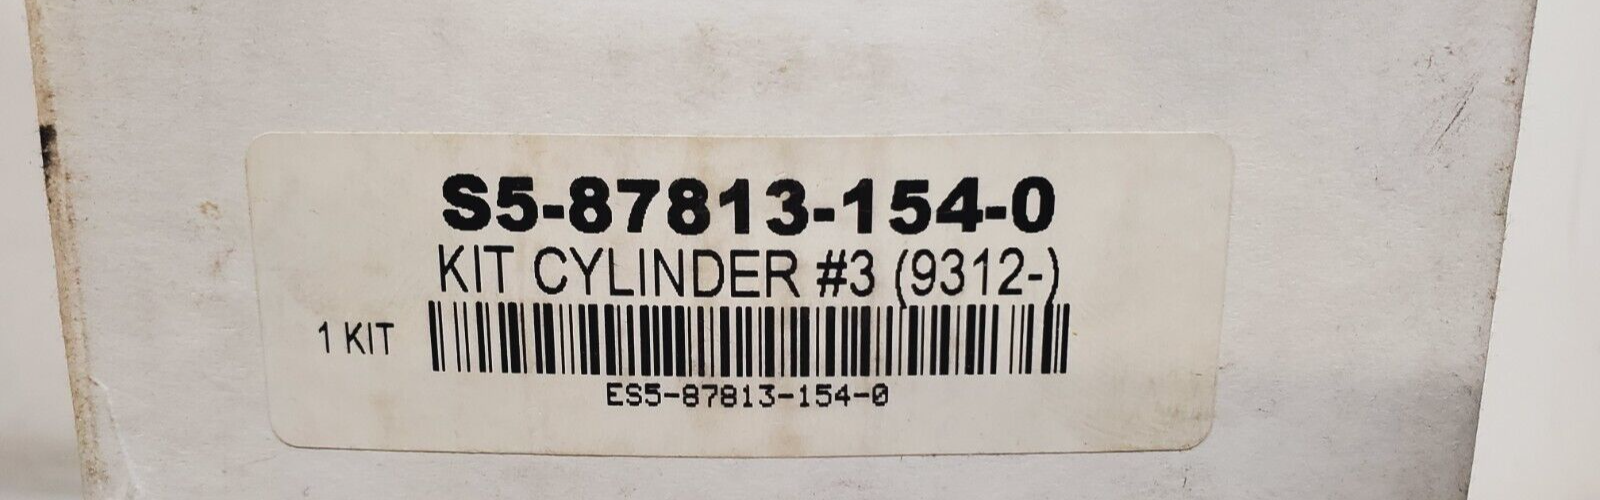 S5-87813-154-0
KIT CYLINDER #3 (9312-)
1 KIT
ES5-87813-154-0